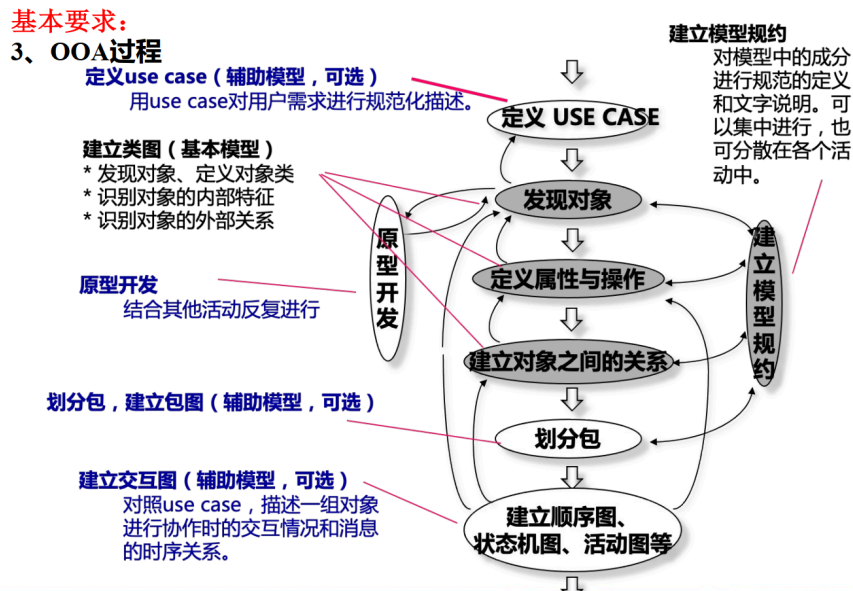 基本要求：
3、OOA过程
定义use case（辅助模型，可选）
用use case对用户需求进行规范化描述。
建立类图（基本模型）
* 发现对象、定义对象类
* 识别对象的内部特征
* 识别对象的外部关系
原型开发
结合其他活动反复进行
划分包，建立包图（辅助模型，可选）
建立交互图（辅助模型，可选）
对照use case，描述一组对象
进行协作时的交互情况和消息
的时序关系。
原型开发
定义 USE CASE
发现对象
定义属性与操作
建立对象之间的关系
划分包
建立顺序图、
状态机图、活动图等
建立模型规约
对模型中的成分
进行规范的定义
和文字说明。可
以集中进行，也
可分散在各个活
动中。
建立模型规约